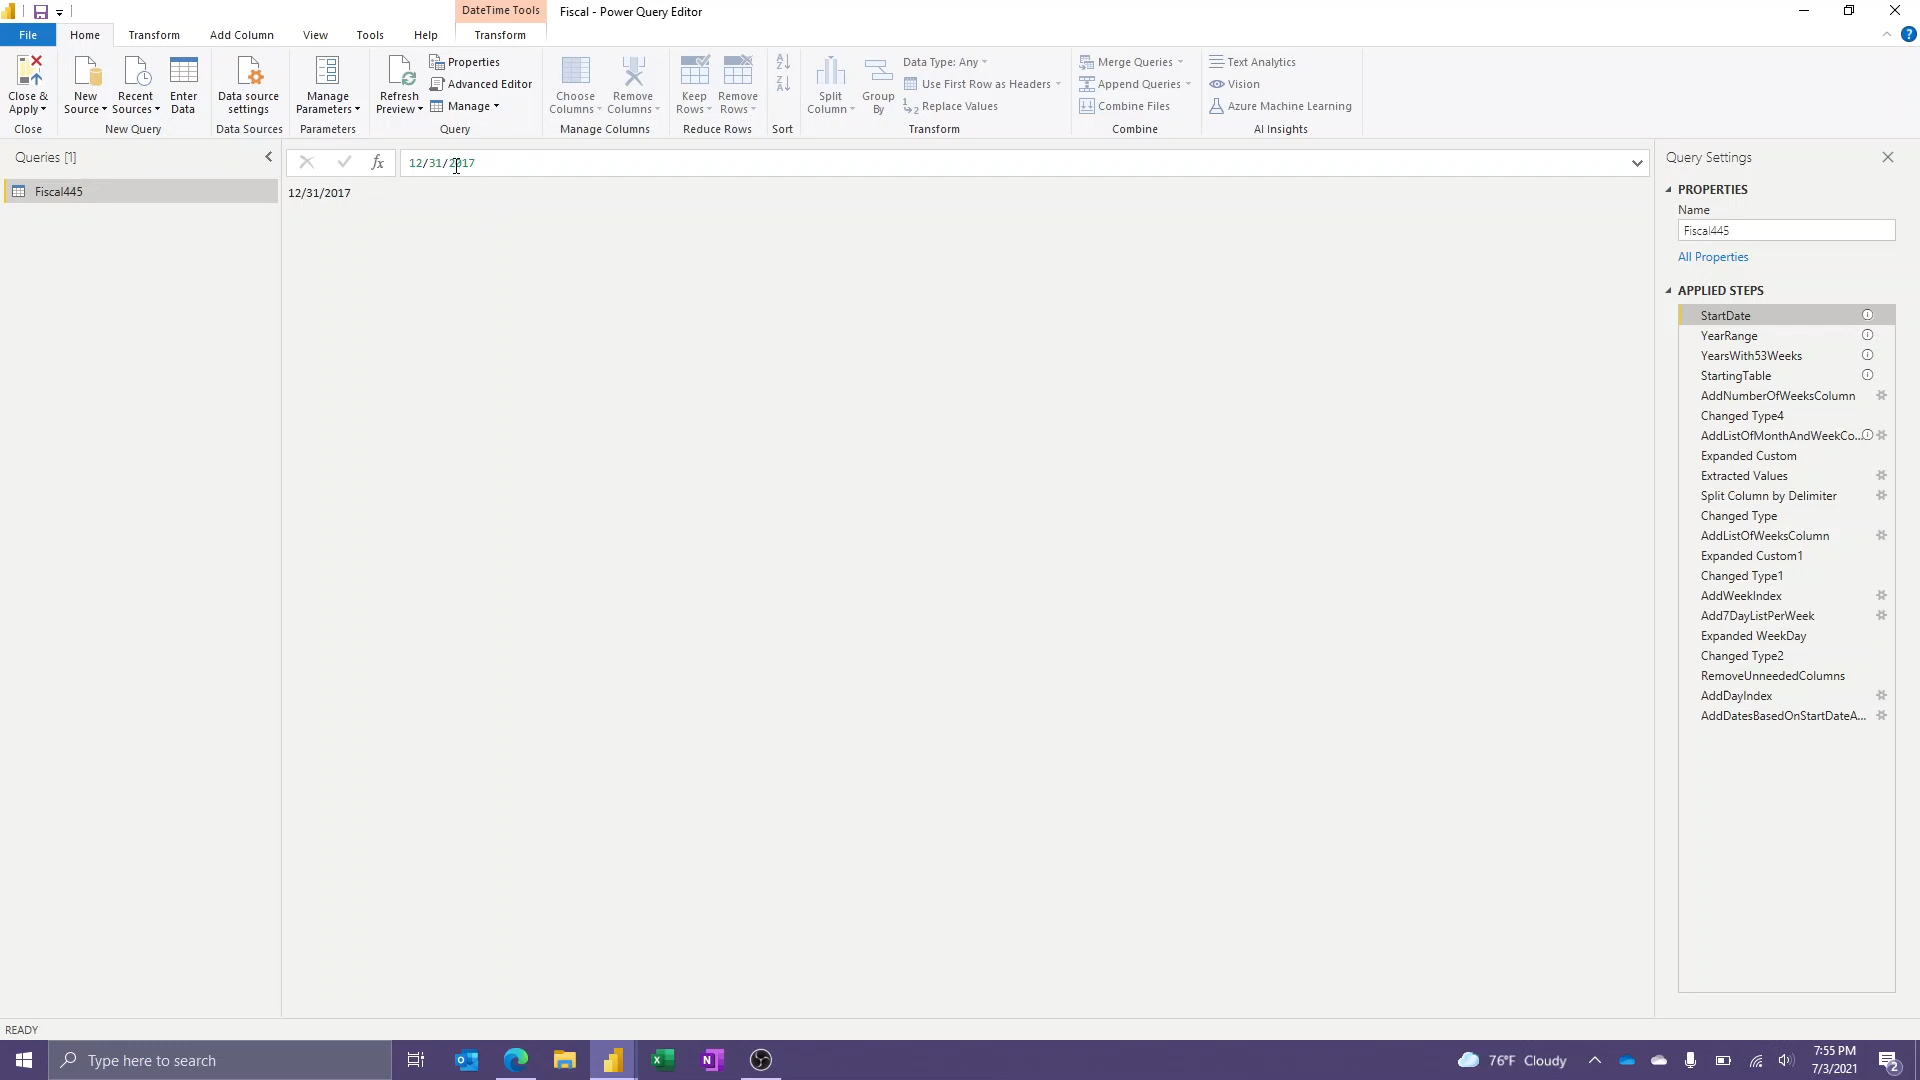 DateTime Tools
Fiscal - Power Query Editor
File
Home
Transform
Add Column
View
Tools
Help
Transform
Close & Apply
Close
New Source
Recent Sources
Enter Data
New Query
Data source settings
Data Sources
Manage Parameters
Parameters
Refresh Preview
Properties
Advanced Editor
Manage
Query
Choose Columns
Remove Columns
Manage Columns
Keep Rows
Remove Rows
Reduce Rows
Sort
Split Column
Group By
Data Type: Any
Use First Row as Headers
Replace Values
Transform
Merge Queries
Append Queries
Combine Files
Combine
Text Analytics
Vision
Azure Machine Learning
AI Insights
Queries [1]
Fiscal445
fx
12/31/2017
12/31/2017
Query Settings
PROPERTIES
Name
Fiscal445
All Properties
APPLIED STEPS
StartDate
YearRange
YearsWith53Weeks
StartingTable
AddNumberOfWeeksColumn
Changed Type4
AddListOfMonthAndWeekCo...
Expanded Custom
Extracted Values
Split Column by Delimiter
Changed Type
AddListOfWeeksColumn
Expanded Custom1
Changed Type1
AddWeekIndex
Add7DayListPerWeek
Expanded WeekDay
Changed Type2
RemoveUnneededColumns
AddDayIndex
AddDatesBasedOnStartDateA...
READY
Type here to search
76°F Cloudy
7:55 PM
7/3/2021
2